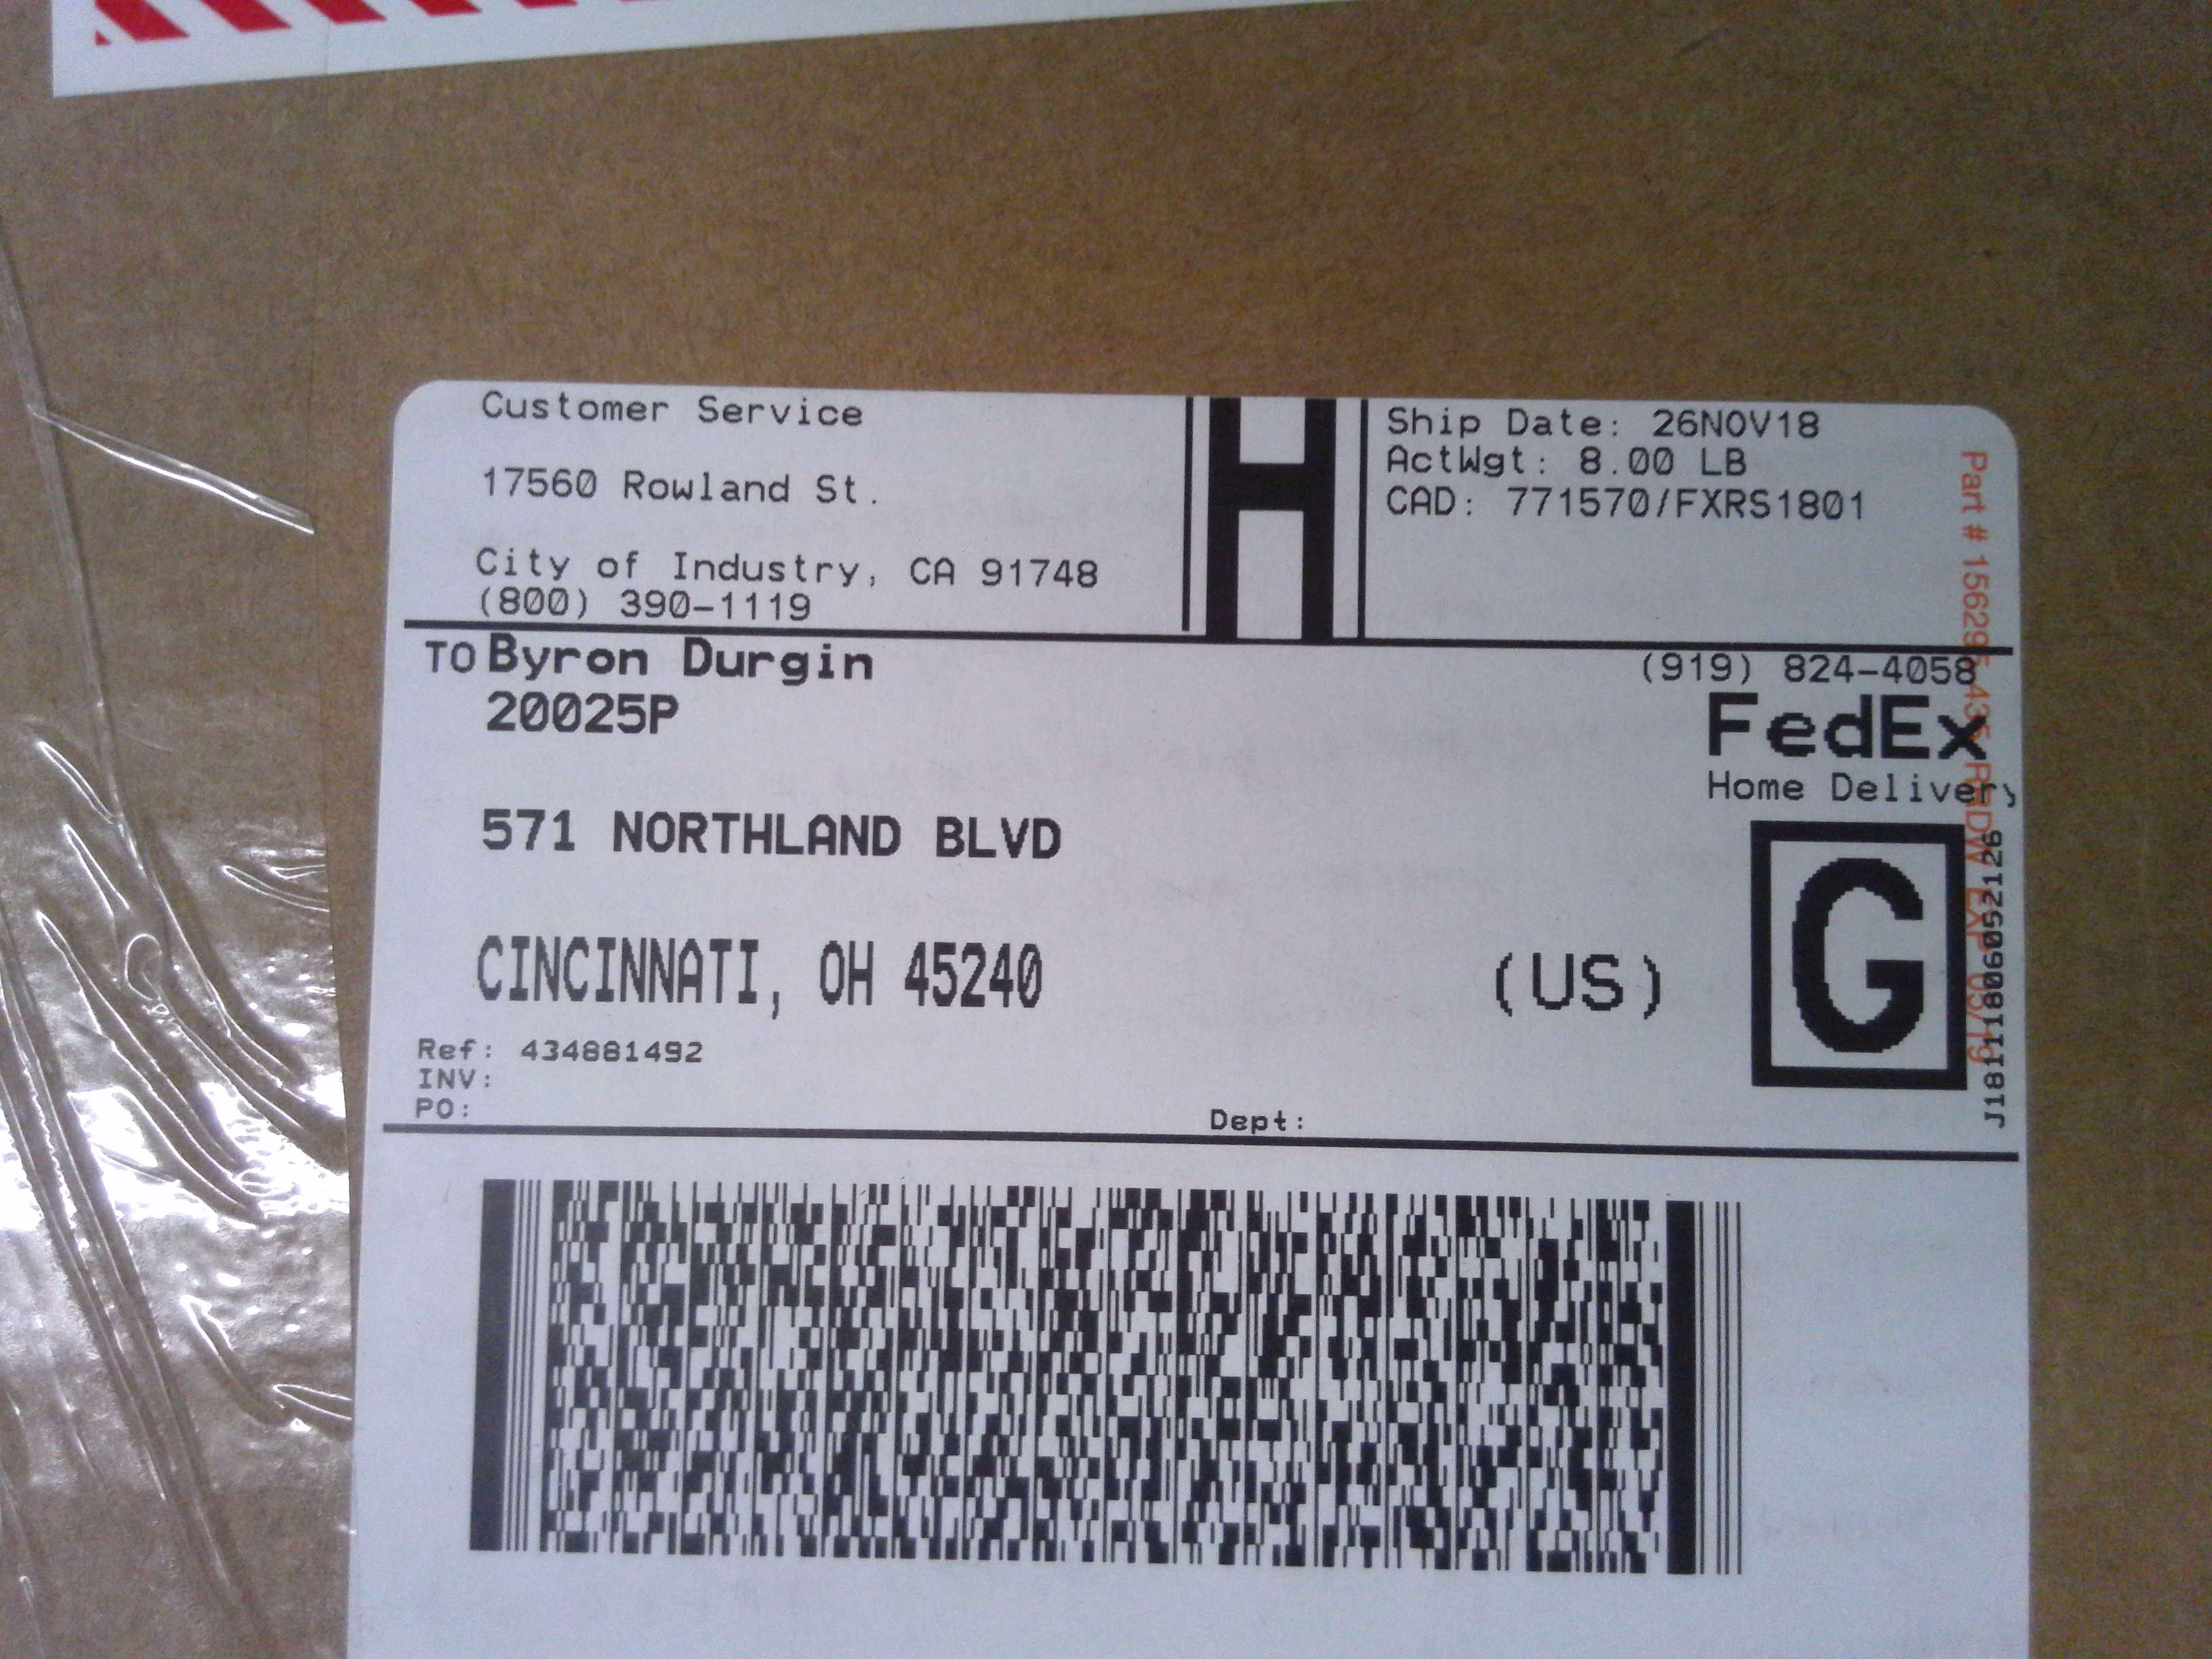 Customer Service
17560 Rowland St.
City of Industry, CA 91748
(800) 390-1119
H
Ship Date: 26NOV18
ActWgt: 8.00 LB
CAD: 771570/FXRS1801
TO Byron Durgin
20025P
571 NORTHLAND BLVD
CINCINNATI, OH 45240
(US)
(919) 824-4058
FedEx
Home Delivery
G
Ref: 434881492
INV:
PO:
Dept:
Part #